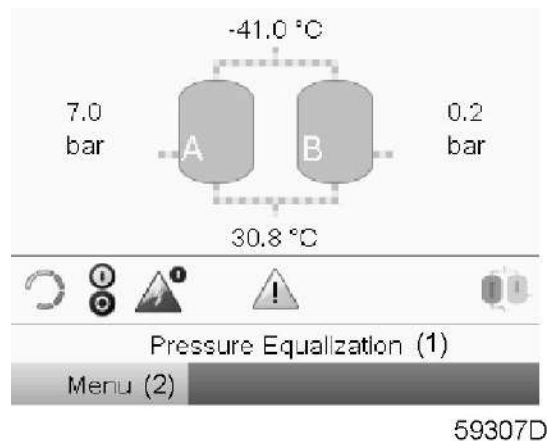 -41.0 °C
7.0
bar
A
B
0.2
bar
30.8 °C
Pressure Equalization (1)
Menu (2)
59307D